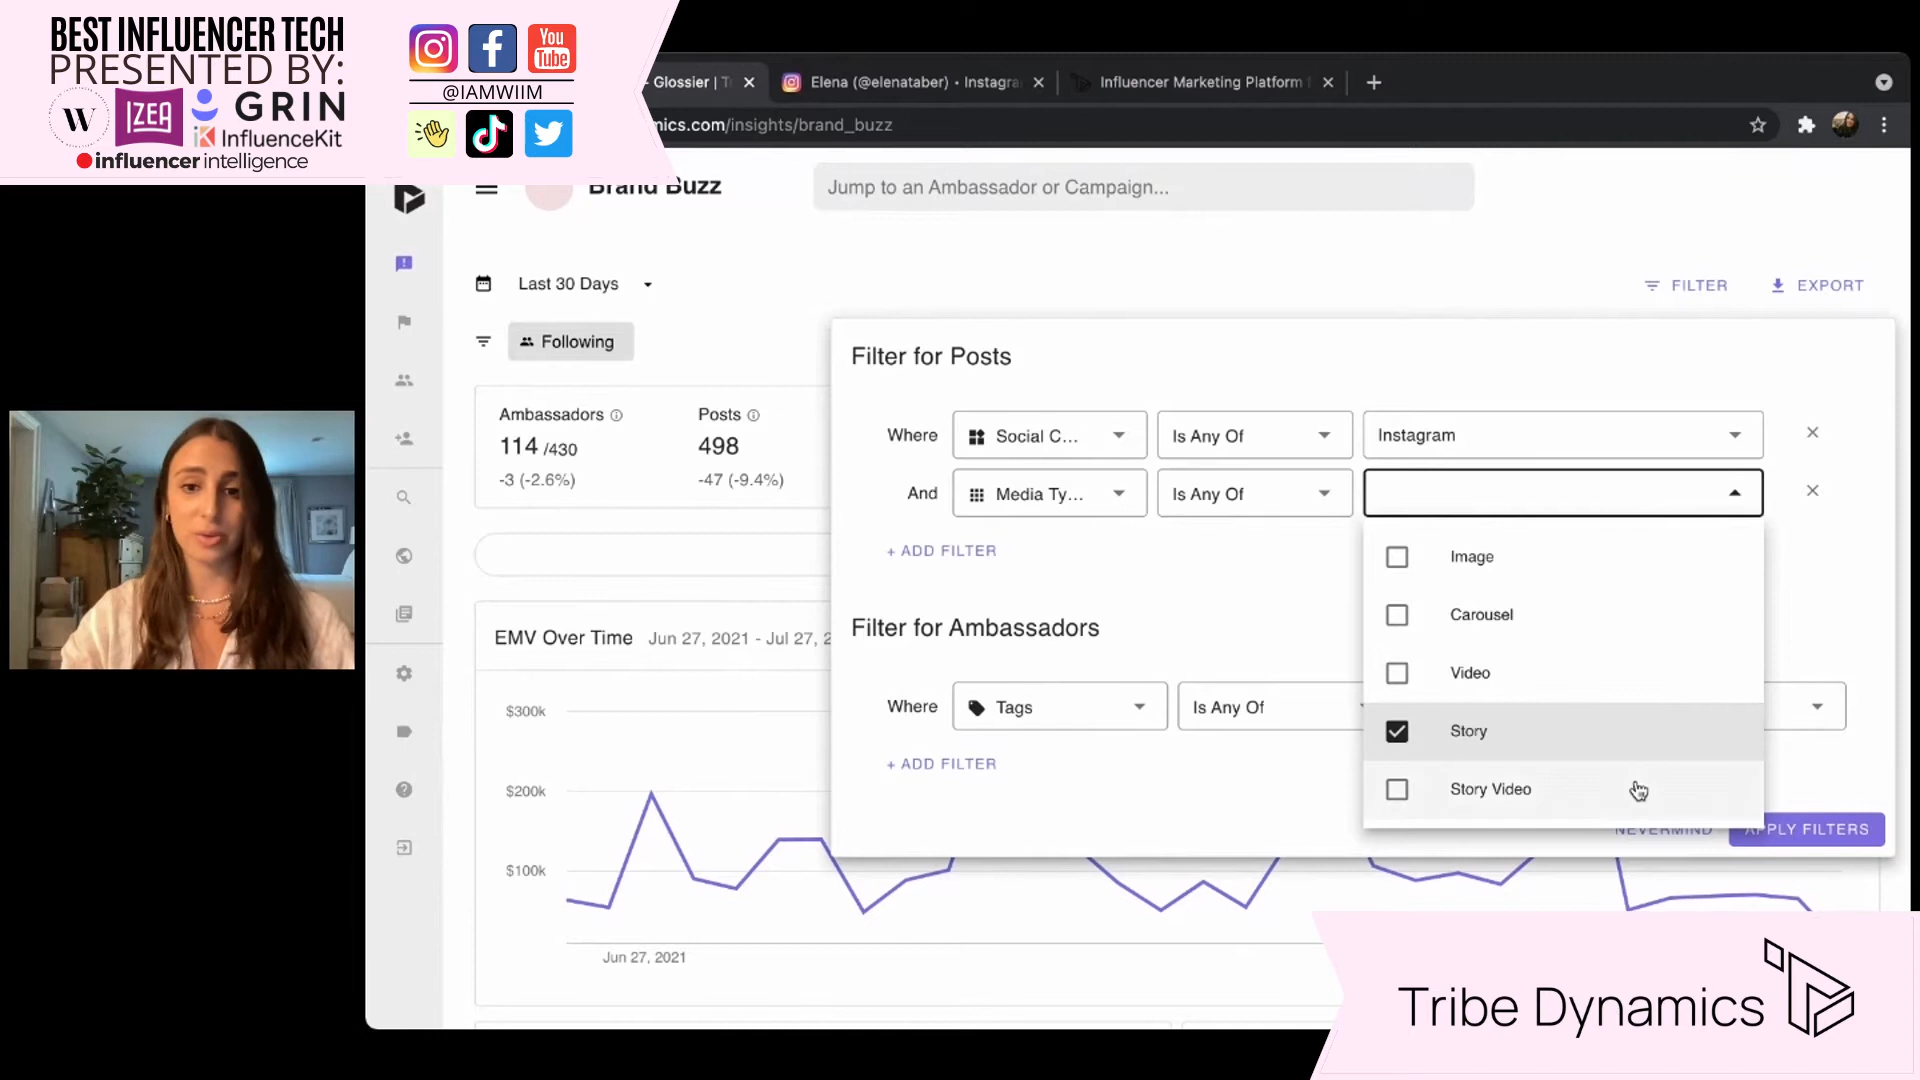 BEST INFLUENCER TECH
PRESENTED BY:
W
IZEA
GRIN
InfluenceKit
influencer intelligence
You
Tube
@IAMWIIM
- Glossier |
Elena (@elenataber) • Instagra
Influencer Marketing Platform
mics.com/insights/brand_buzz
Brand Buzz
Jump to an Ambassador or Campaign...
Last 30 Days
FILTER
EXPORT
Following
Ambassadors
114 /430
-3 (-2.6%)
Posts
498
-47 (-9.4%)
Filter for Posts
Where
Social C...
Is Any Of
Instagram
And
Media Ty...
Is Any Of
+ ADD FILTER
Image
Carousel
Video
Story
Story Video
Filter for Ambassadors
Where
Tags
Is Any Of
+ ADD FILTER
NEVERMIND
APPLY FILTERS
EMV Over Time
Jun 27, 2021 - Jul 27, 2
$300k
$200k
$100k
Jun 27, 2021
Tribe Dynamics